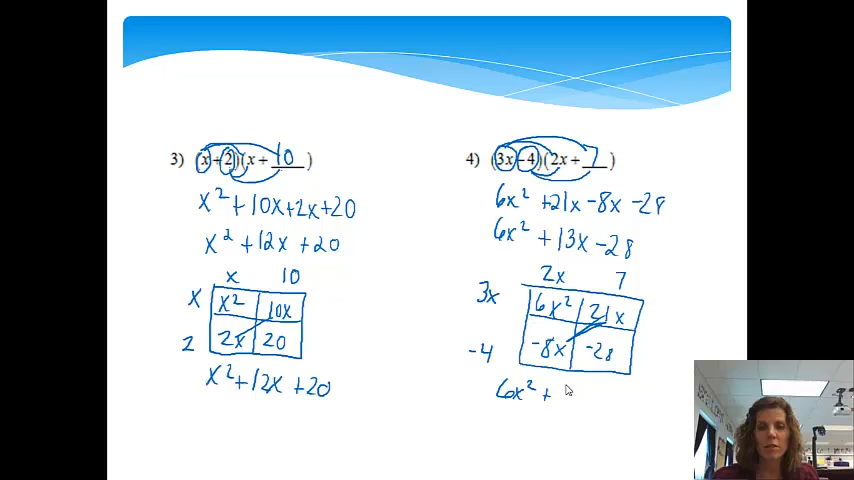 3) (x + 2)(x + 10)
x² + 10x + 2x + 20
x² + 12x + 20
x 10
x x² 10x
2 2x 20
x² + 12x + 20
4) (3x − 4)(2x + 7)
6x² + 21x − 8x − 28
6x² + 13x − 28
2x 7
3x 6x² 21x
-4 -8x -28
6x² +